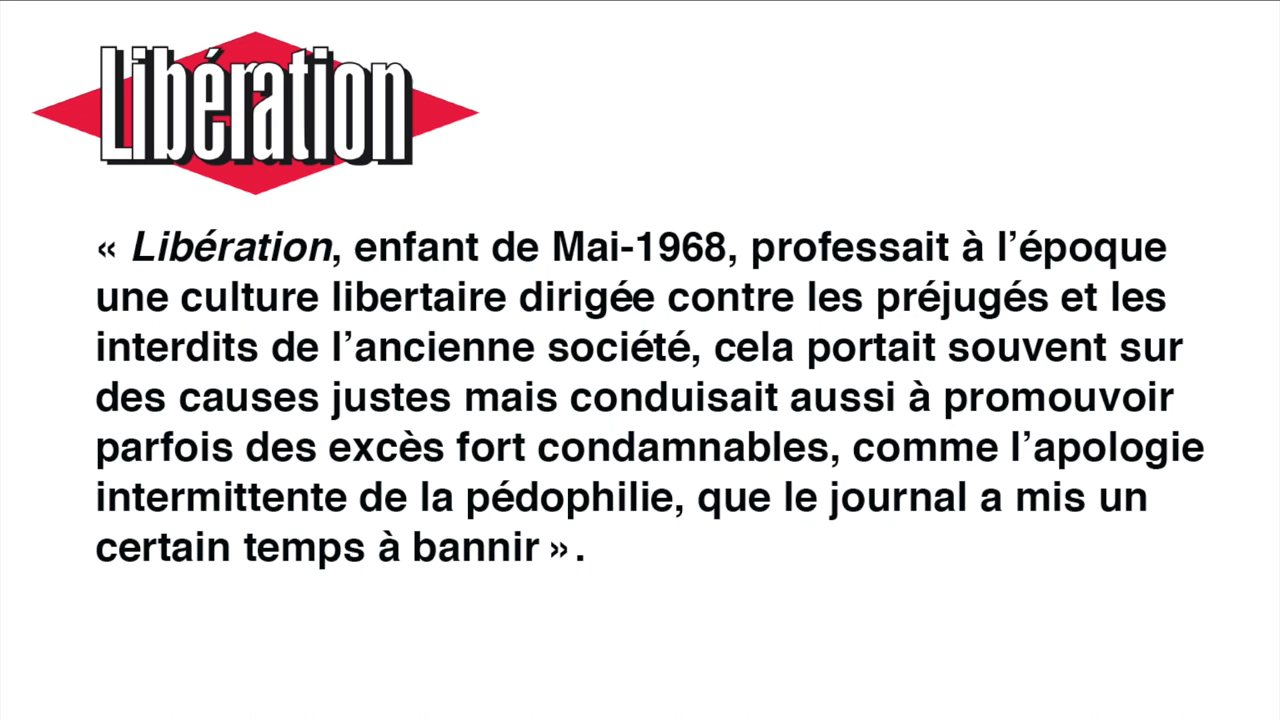 Libération
« Libération, enfant de Mai-1968, professait à l’époque
une culture libertaire dirigée contre les préjugés et les
interdits de l’ancienne société, cela portait souvent sur
des causes justes mais conduisait aussi à promouvoir
parfois des excès fort condamnables, comme l’apologie
intermittente de la pédophilie, que le journal a mis un
certain temps à bannir ».